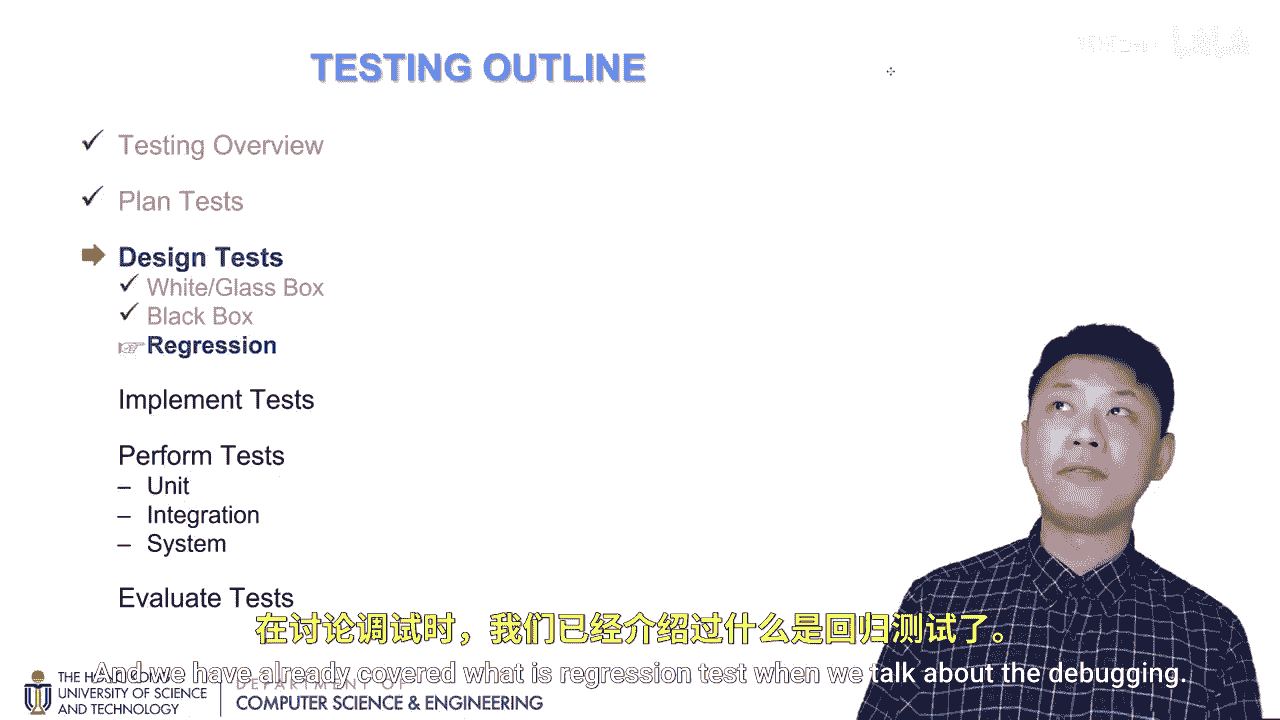 TESTING OUTLINE
✓ Testing Overview
✓ Plan Tests
Design Tests
✓ White/Glass Box
✓ Black Box
☞ Regression
Implement Tests
Perform Tests
– Unit
– Integration
– System
Evaluate Tests
在讨论调试时，我们已经介绍过什么是回归测试了。
And we have already covered what is regression test when we talk about the debugging.
THE HONG KONG
UNIVERSITY OF SCIENCE
AND TECHNOLOGY
DEPARTMENT OF
COMPUTER SCIENCE & ENGINEERING